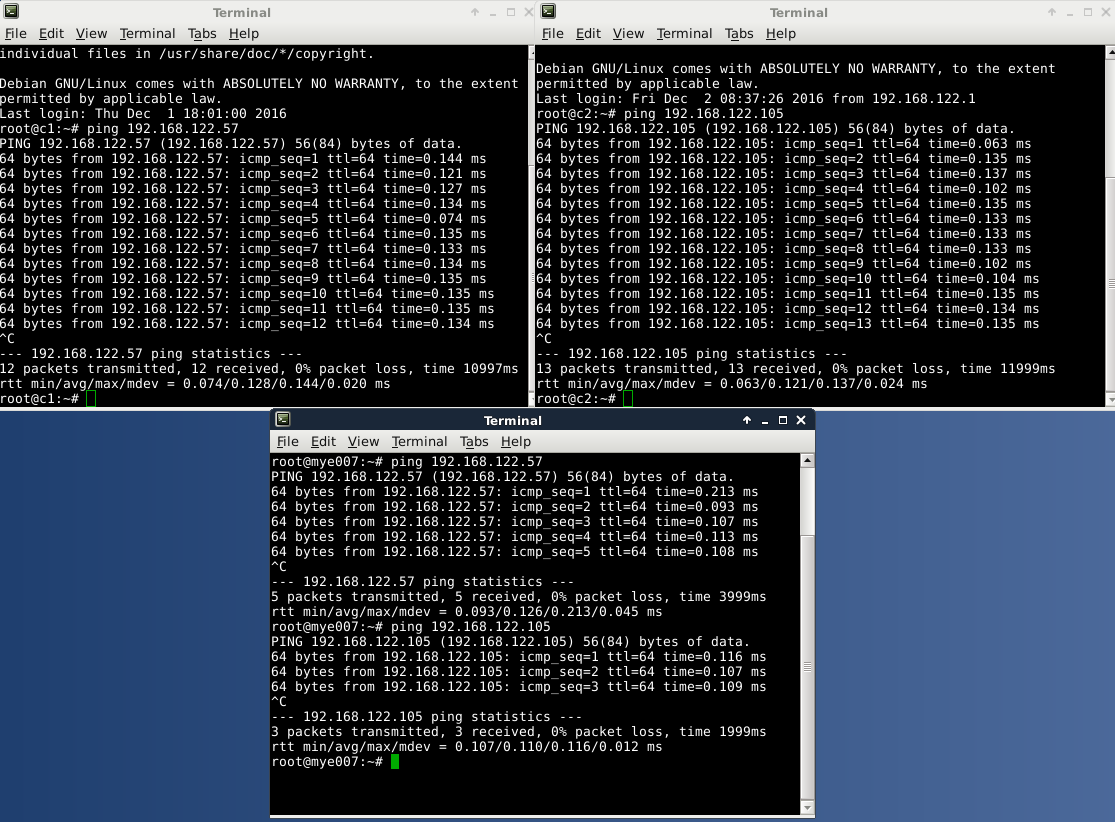 Terminal
File Edit View Terminal Tabs Help
individual files in /usr/share/doc/*/copyright.
Debian GNU/Linux comes with ABSOLUTELY NO WARRANTY, to the extent
permitted by applicable law.
Last login: Thu Dec  1 18:01:00 2016
root@c1:~# ping 192.168.122.57
PING 192.168.122.57 (192.168.122.57) 56(84) bytes of data.
64 bytes from 192.168.122.57: icmp_seq=1 ttl=64 time=0.144 ms
64 bytes from 192.168.122.57: icmp_seq=2 ttl=64 time=0.121 ms
64 bytes from 192.168.122.57: icmp_seq=3 ttl=64 time=0.127 ms
64 bytes from 192.168.122.57: icmp_seq=4 ttl=64 time=0.134 ms
64 bytes from 192.168.122.57: icmp_seq=5 ttl=64 time=0.074 ms
64 bytes from 192.168.122.57: icmp_seq=6 ttl=64 time=0.135 ms
64 bytes from 192.168.122.57: icmp_seq=7 ttl=64 time=0.133 ms
64 bytes from 192.168.122.57: icmp_seq=8 ttl=64 time=0.134 ms
64 bytes from 192.168.122.57: icmp_seq=9 ttl=64 time=0.135 ms
64 bytes from 192.168.122.57: icmp_seq=10 ttl=64 time=0.135 ms
64 bytes from 192.168.122.57: icmp_seq=11 ttl=64 time=0.135 ms
64 bytes from 192.168.122.57: icmp_seq=12 ttl=64 time=0.134 ms
^C
--- 192.168.122.57 ping statistics ---
12 packets transmitted, 12 received, 0% packet loss, time 10997ms
rtt min/avg/max/mdev = 0.074/0.128/0.144/0.020 ms
root@c1:~#
Terminal
File Edit View Terminal Tabs Help
Debian GNU/Linux comes with ABSOLUTELY NO WARRANTY, to the extent
permitted by applicable law.
Last login: Fri Dec  2 08:37:26 2016 from 192.168.122.1
root@c2:~# ping 192.168.122.105
PING 192.168.122.105 (192.168.122.105) 56(84) bytes of data.
64 bytes from 192.168.122.105: icmp_seq=1 ttl=64 time=0.063 ms
64 bytes from 192.168.122.105: icmp_seq=2 ttl=64 time=0.135 ms
64 bytes from 192.168.122.105: icmp_seq=3 ttl=64 time=0.137 ms
64 bytes from 192.168.122.105: icmp_seq=4 ttl=64 time=0.102 ms
64 bytes from 192.168.122.105: icmp_seq=5 ttl=64 time=0.135 ms
64 bytes from 192.168.122.105: icmp_seq=6 ttl=64 time=0.133 ms
64 bytes from 192.168.122.105: icmp_seq=7 ttl=64 time=0.133 ms
64 bytes from 192.168.122.105: icmp_seq=8 ttl=64 time=0.133 ms
64 bytes from 192.168.122.105: icmp_seq=9 ttl=64 time=0.102 ms
64 bytes from 192.168.122.105: icmp_seq=10 ttl=64 time=0.104 ms
64 bytes from 192.168.122.105: icmp_seq=11 ttl=64 time=0.135 ms
64 bytes from 192.168.122.105: icmp_seq=12 ttl=64 time=0.134 ms
64 bytes from 192.168.122.105: icmp_seq=13 ttl=64 time=0.135 ms
^C
--- 192.168.122.105 ping statistics ---
13 packets transmitted, 13 received, 0% packet loss, time 11999ms
rtt min/avg/max/mdev = 0.063/0.121/0.137/0.024 ms
root@c2:~#
Terminal
File Edit View Terminal Tabs Help
root@mye007:~# ping 192.168.122.57
PING 192.168.122.57 (192.168.122.57) 56(84) bytes of data.
64 bytes from 192.168.122.57: icmp_seq=1 ttl=64 time=0.213 ms
64 bytes from 192.168.122.57: icmp_seq=2 ttl=64 time=0.093 ms
64 bytes from 192.168.122.57: icmp_seq=3 ttl=64 time=0.107 ms
64 bytes from 192.168.122.57: icmp_seq=4 ttl=64 time=0.113 ms
64 bytes from 192.168.122.57: icmp_seq=5 ttl=64 time=0.108 ms
^C
--- 192.168.122.57 ping statistics ---
5 packets transmitted, 5 received, 0% packet loss, time 3999ms
rtt min/avg/max/mdev = 0.093/0.126/0.213/0.045 ms
root@mye007:~# ping 192.168.122.105
PING 192.168.122.105 (192.168.122.105) 56(84) bytes of data.
64 bytes from 192.168.122.105: icmp_seq=1 ttl=64 time=0.116 ms
64 bytes from 192.168.122.105: icmp_seq=2 ttl=64 time=0.107 ms
64 bytes from 192.168.122.105: icmp_seq=3 ttl=64 time=0.109 ms
^C
--- 192.168.122.105 ping statistics ---
3 packets transmitted, 3 received, 0% packet loss, time 1999ms
rtt min/avg/max/mdev = 0.107/0.110/0.116/0.012 ms
root@mye007:~#